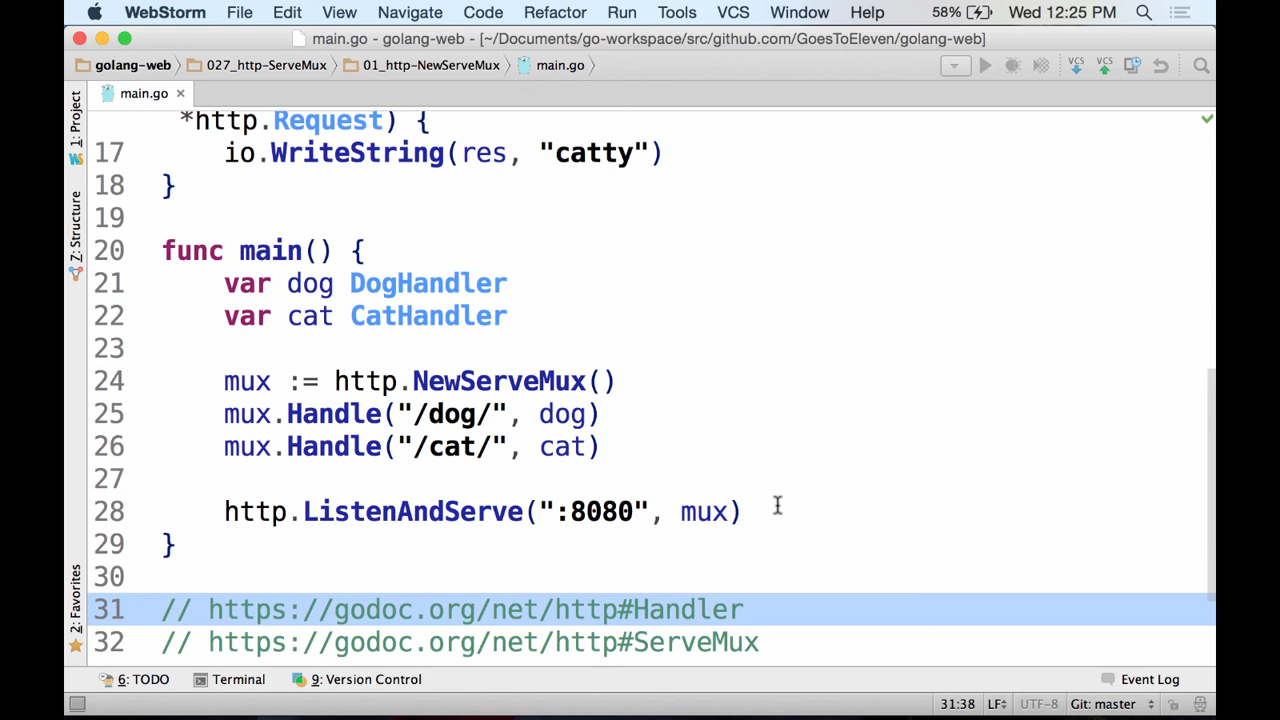 WebStorm File Edit View Navigate Code Refactor Run Tools VCS Window Help 58% Wed 12:25 PM
main.go - golang-web - [~/Documents/go-workspace/src/github.com/GoesToEleven/golang-web]
golang-web 027_http-ServeMux 01_http-NewServeMux main.go VCS VCS
main.go
1: Project
Z: Structure
2: Favorites
*http.Request) {
17 io.WriteString(res, "catty")
18 }
19
20 func main() {
21 var dog DogHandler
22 var cat CatHandler
23
24 mux := http.NewServeMux()
25 mux.Handle("/dog/", dog)
26 mux.Handle("/cat/", cat)
27
28 http.ListenAndServe(":8080", mux)
29 }
30
31 // https://godoc.org/net/http#Handler
32 // https://godoc.org/net/http#ServeMux
6: TODO Terminal 9: Version Control Event Log
31:38 LF UTF-8 Git: master